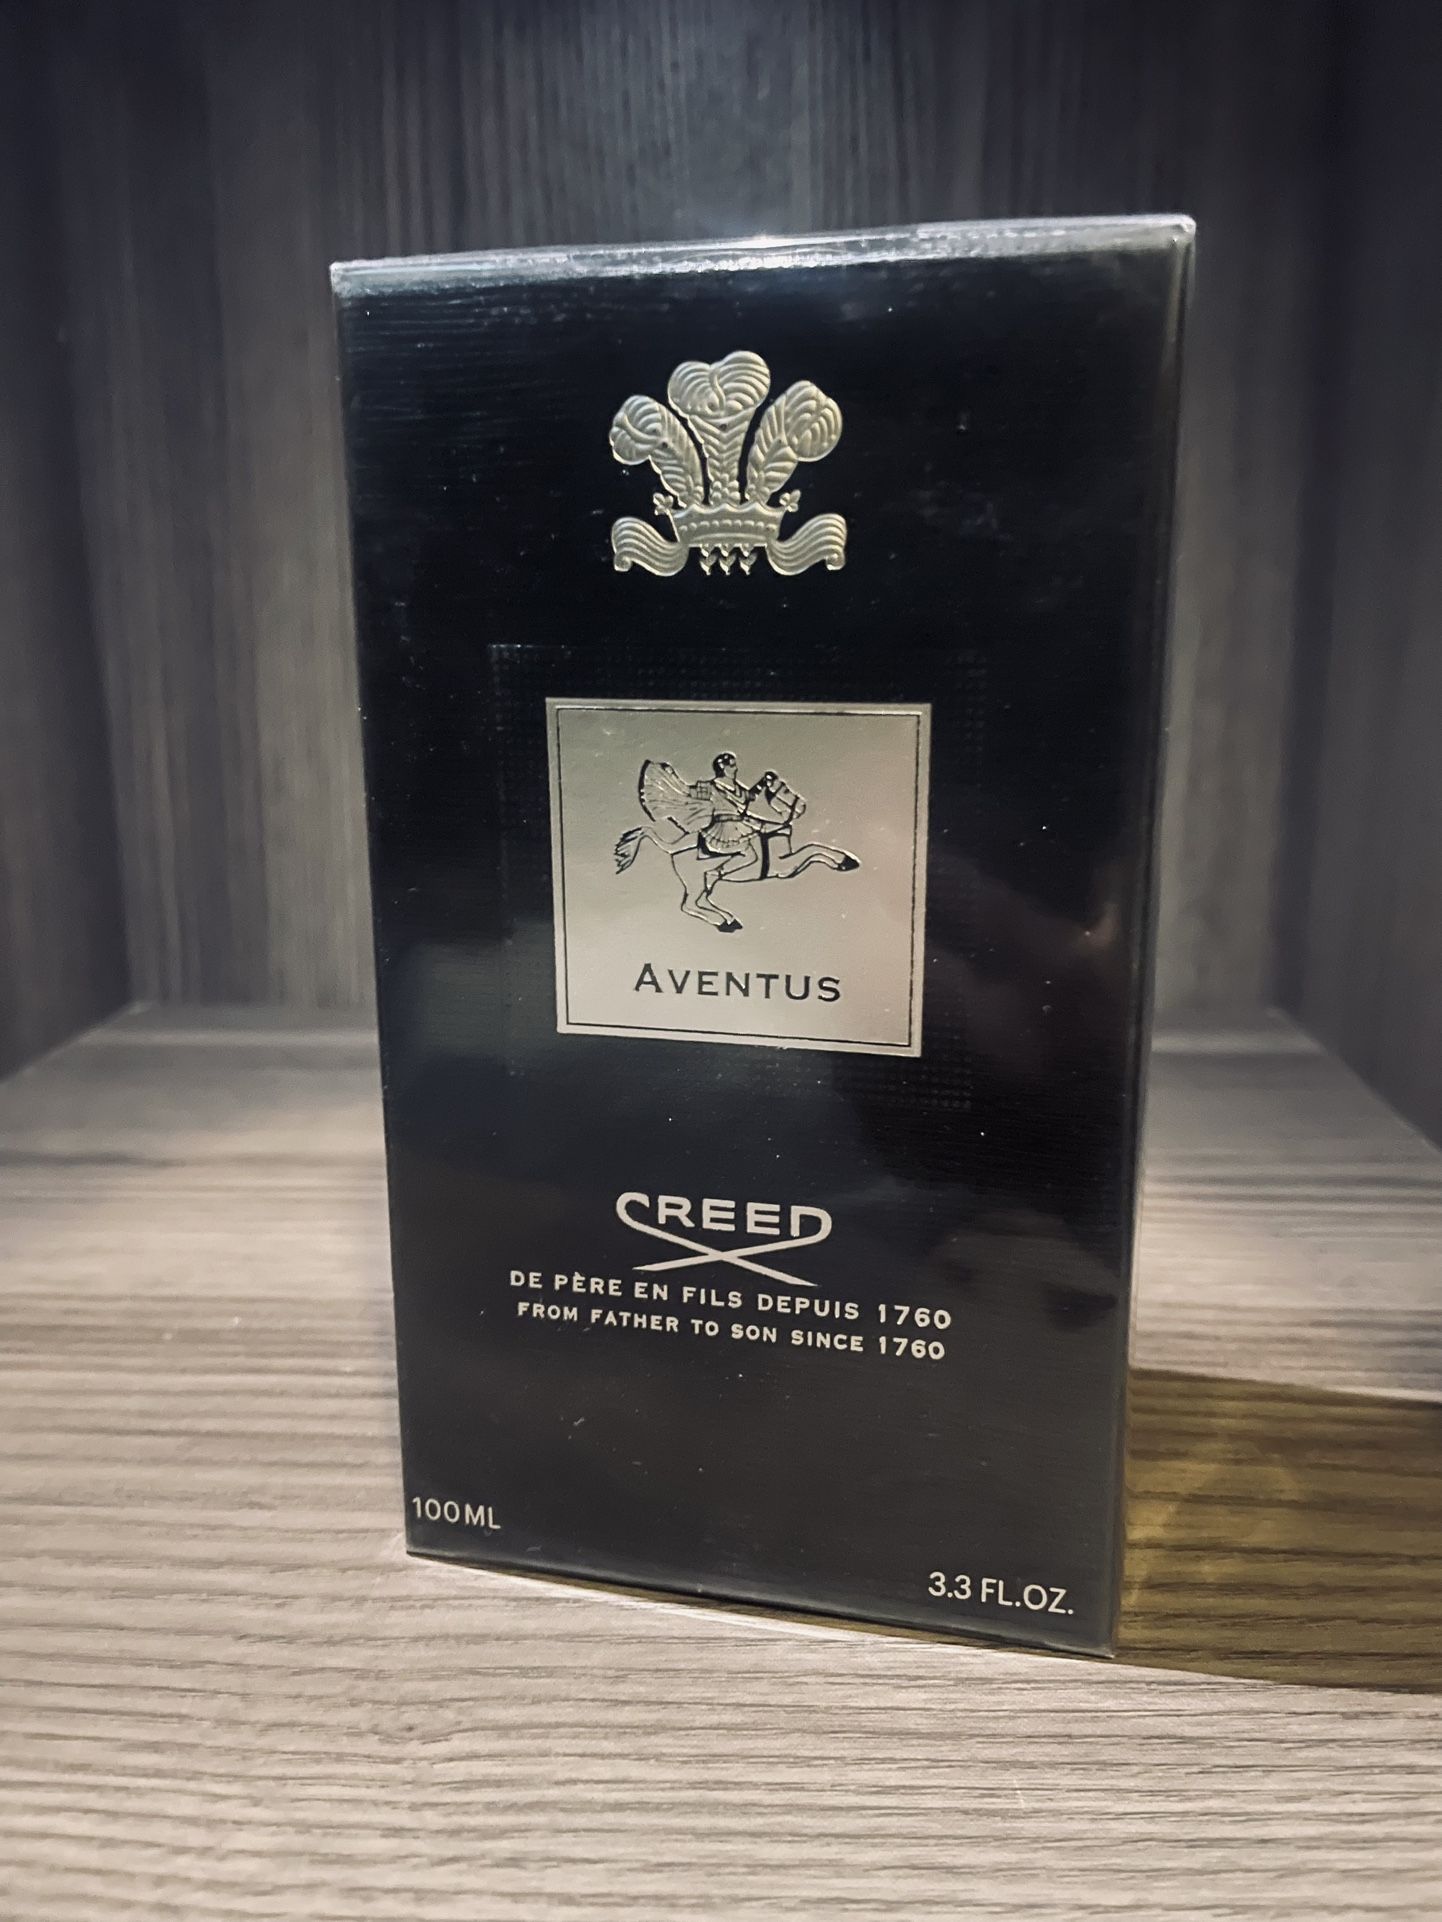 AVENTUS
CREED
DE PÈRE EN FILS DEPUIS 1760
FROM FATHER TO SON SINCE 1760
100ML
3.3 FL.OZ.